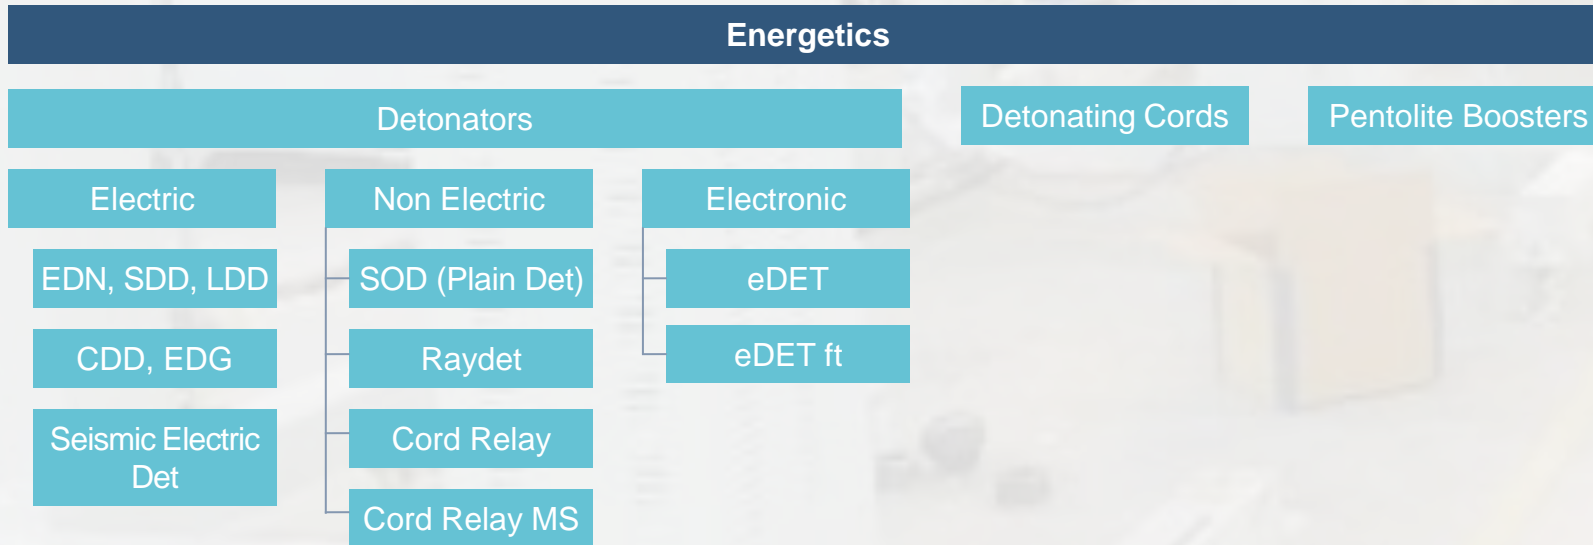 Energetics
Detonators
Detonating Cords
Pentolite Boosters
Electric
Non Electric
Electronic
EDN, SDD, LDD
CDD, EDG
Seismic Electric
Det
SOD (Plain Det)
Raydet
Cord Relay
Cord Relay MS
eDET
eDET ft